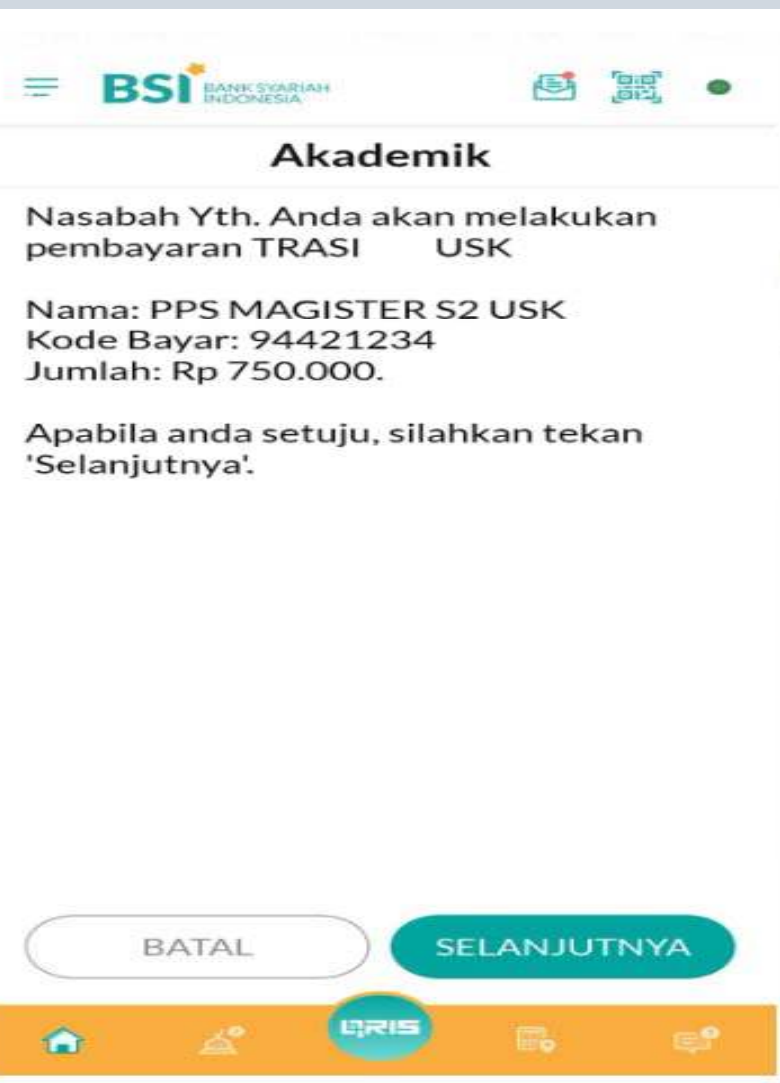 BSI BANK SYARIAH
INDONESIA
Akademik
Nasabah Yth. Anda akan melakukan
pembayaran TRASI USK
Nama: PPS MAGISTER S2 USK
Kode Bayar: 94421234
Jumlah: Rp 750.000.
Apabila anda setuju, silahkan tekan
'Selanjutnya'.
BATAL SELANJUTNYA
QRIS